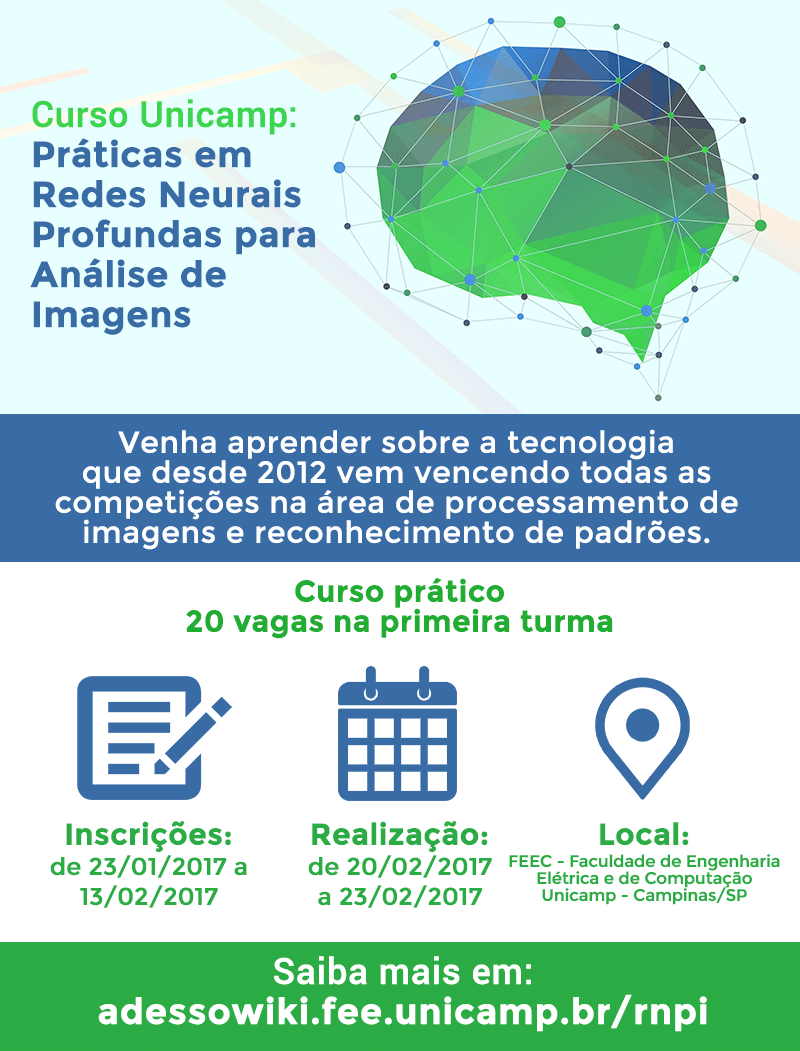 Curso Unicamp:
Práticas em
Redes Neurais
Profundas para
Análise de
Imagens
Venha aprender sobre a tecnologia
que desde 2012 vem vencendo todas as
competições na área de processamento de
imagens e reconhecimento de padrões.
Curso prático
20 vagas na primeira turma
Inscrições:
de 23/01/2017 a
13/02/2017
Realização:
de 20/02/2017
a 23/02/2017
Local:
FEEC - Faculdade de Engenharia
Elétrica e de Computação
Unicamp - Campinas/SP
Saiba mais em:
adessowiki.fee.unicamp.br/rnpi